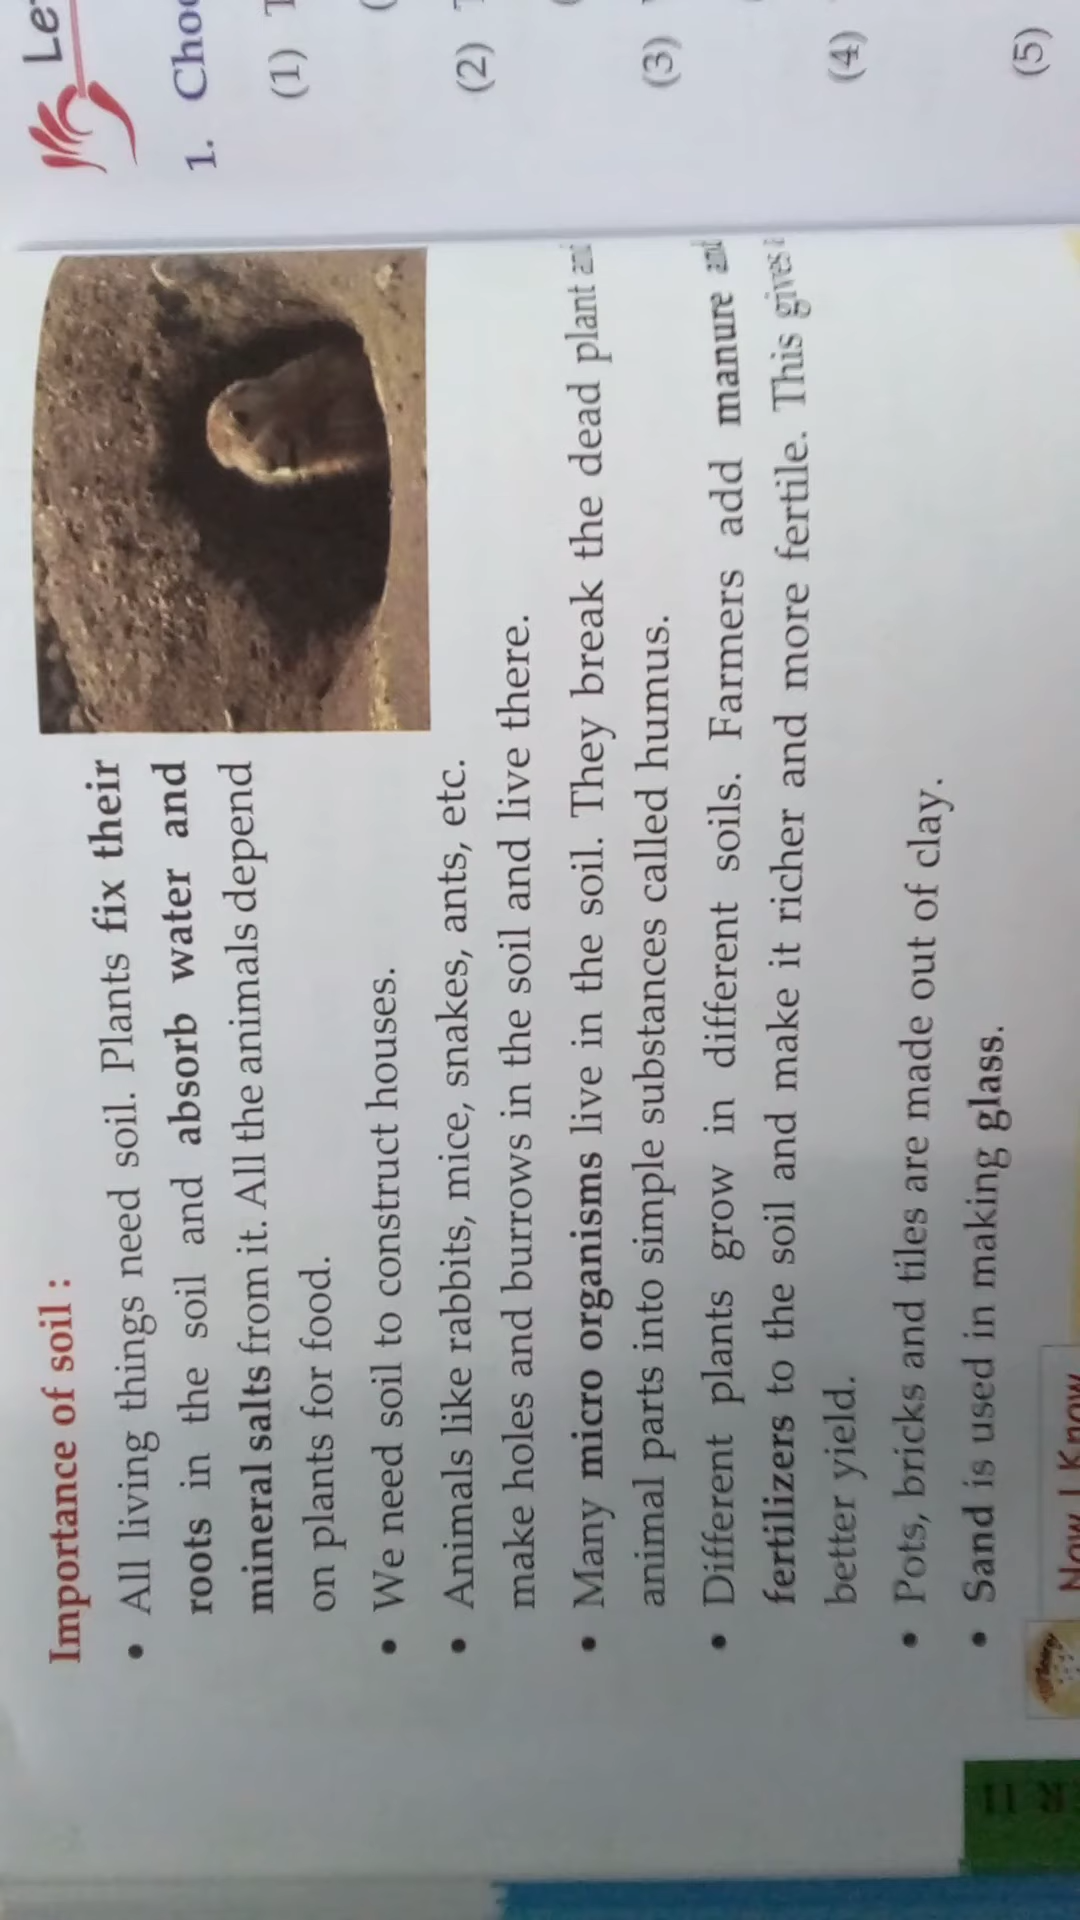 Importance of soil :
• All living things need soil. Plants fix their
roots in the soil and absorb water and
mineral salts from it. All the animals depend
on plants for food.
• We need soil to construct houses.
• Animals like rabbits, mice, snakes, ants, etc.
make holes and burrows in the soil and live there.
• Many micro organisms live in the soil. They break the dead plant and
animal parts into simple substances called humus.
• Different plants grow in different soils. Farmers add manure and
fertilizers to the soil and make it richer and more fertile. This gives
better yield.
• Pots, bricks and tiles are made out of clay.
• Sand is used in making glass.
Now I Know
R 11
1.
(1)
(2)
(3)
(4)
(5)